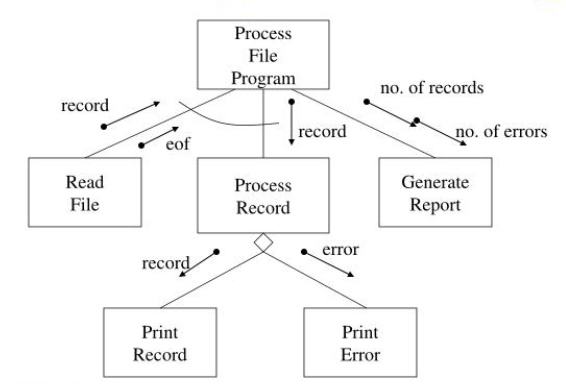 Process
File
Program
record
no. of records
eof
record
no. of errors
Read
File
Process
Record
Generate
Report
record
error
Print
Record
Print
Error